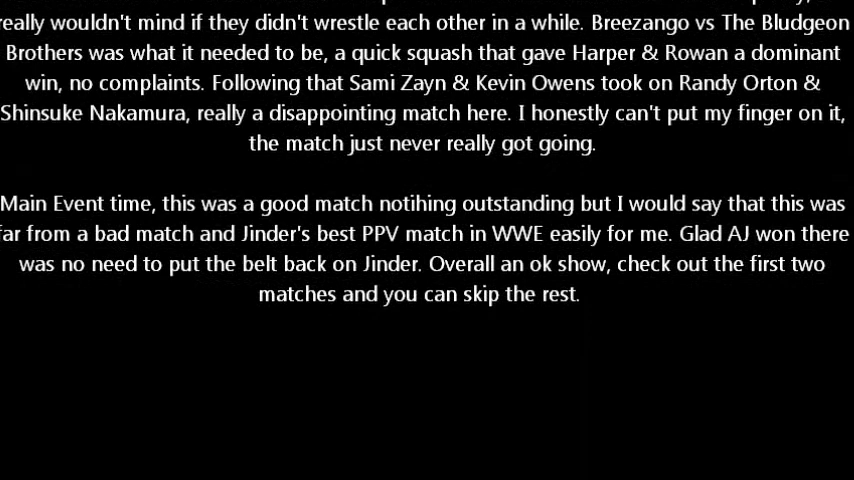 really wouldn't mind if they didn't wrestle each other in a while. Breezango vs The Bludgeon
Brothers was what it needed to be, a quick squash that gave Harper & Rowan a dominant
win, no complaints. Following that Sami Zayn & Kevin Owens took on Randy Orton &
Shinsuke Nakamura, really a disappointing match here. I honestly can't put my finger on it,
the match just never really got going.
Main Event time, this was a good match notihing outstanding but I would say that this was
far from a bad match and Jinder's best PPV match in WWE easily for me. Glad AJ won there
was no need to put the belt back on Jinder. Overall an ok show, check out the first two
matches and you can skip the rest.